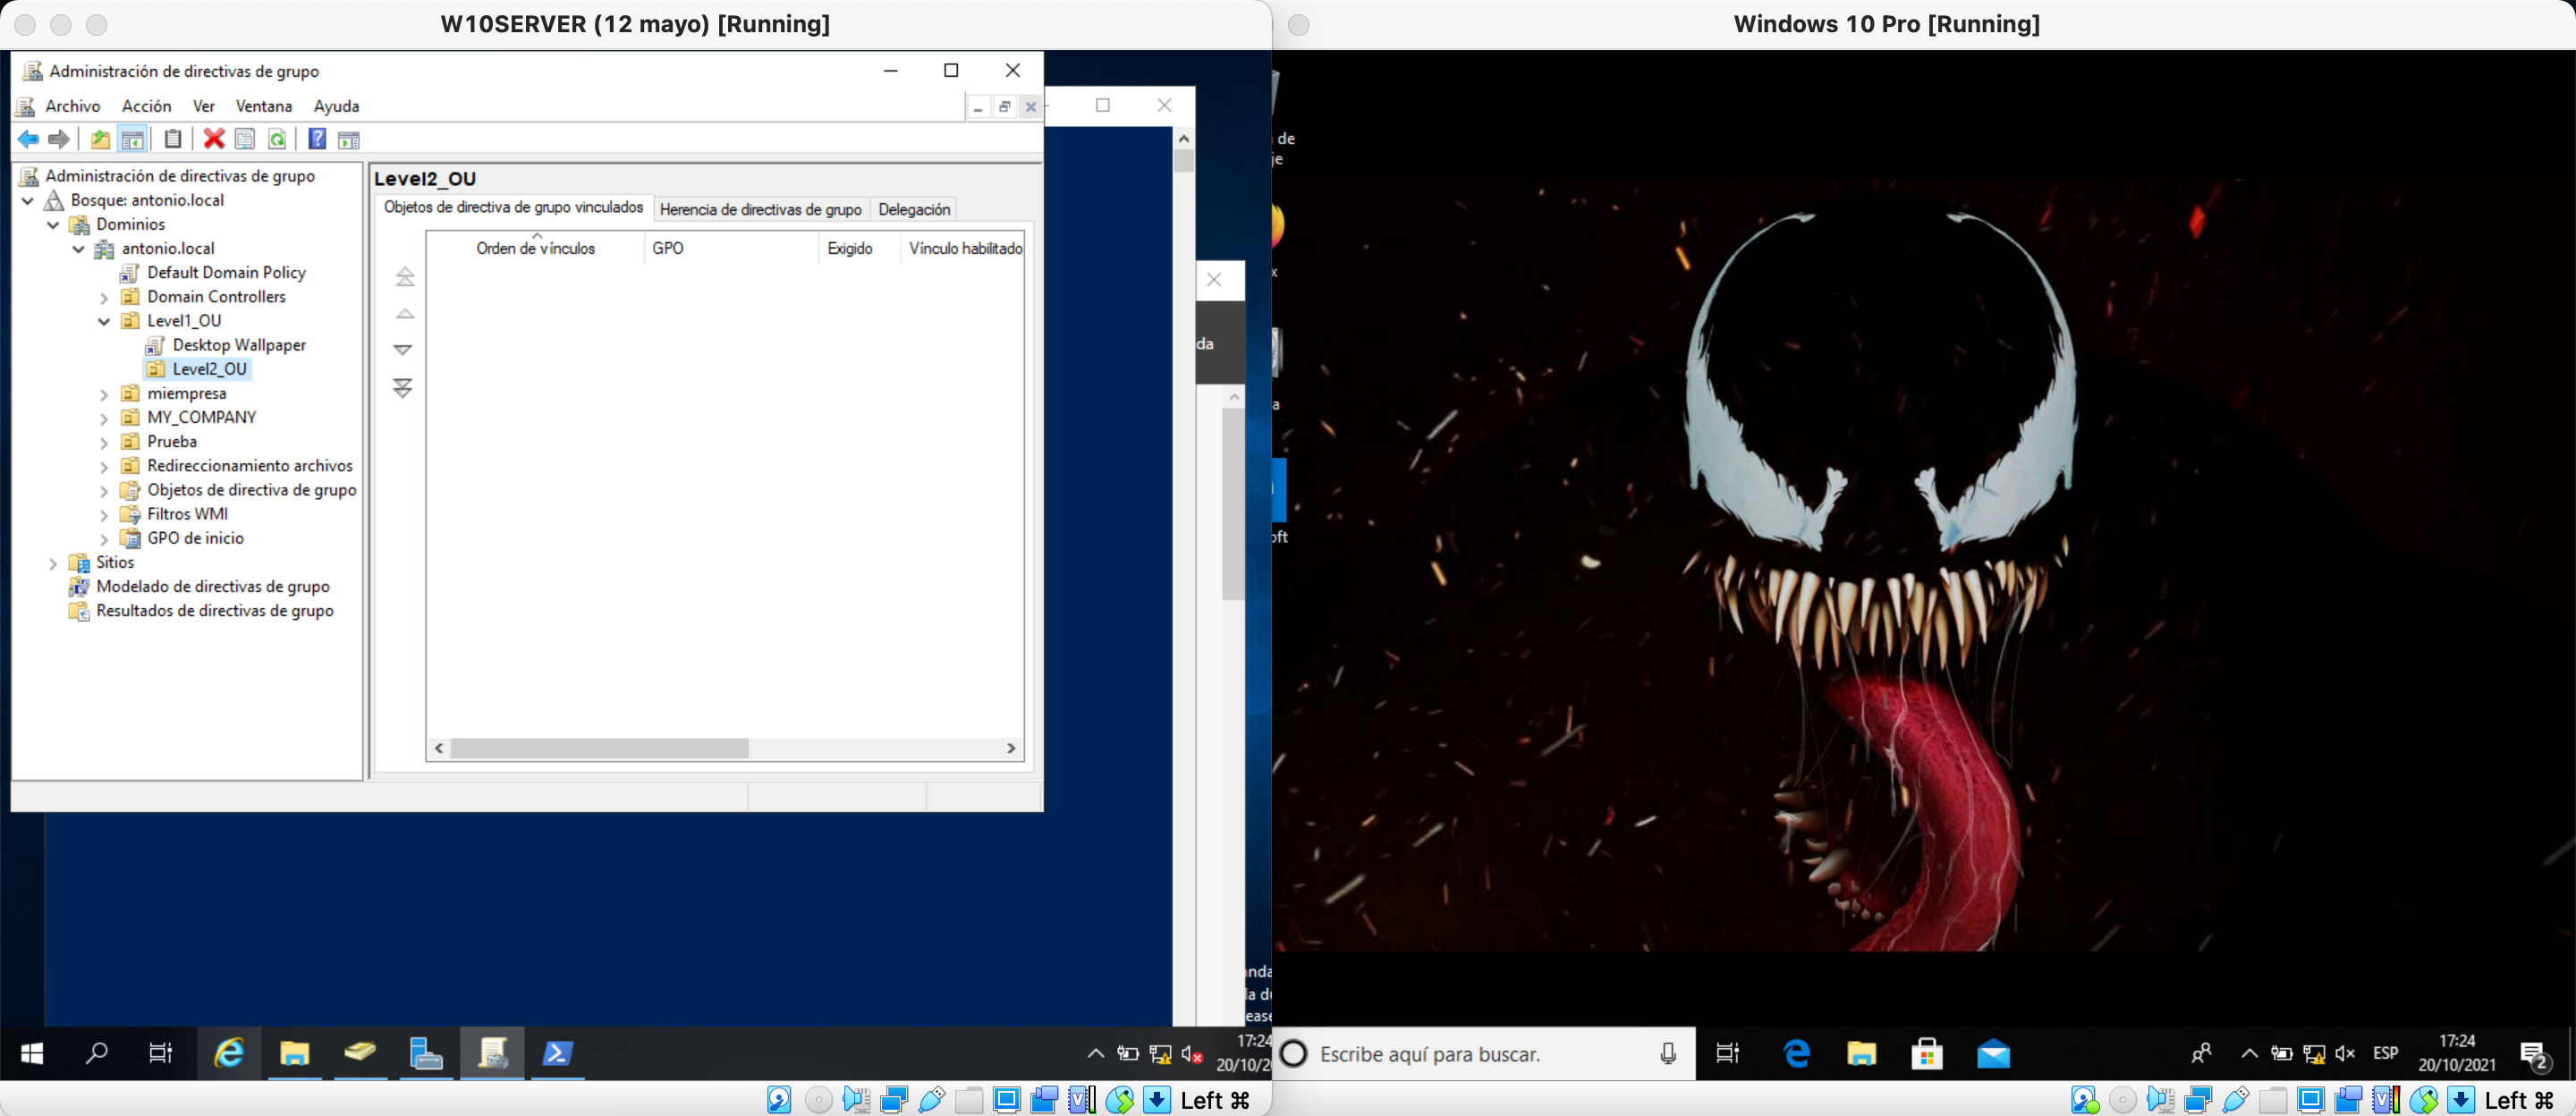 W10SERVER (12 mayo) [Running]
Administración de directivas de grupo
Archivo Acción Ver Ventana Ayuda
Administración de directivas de grupo
Bosque: antonio.local
Dominios
antonio.local
Default Domain Policy
Domain Controllers
Level1_OU
Desktop Wallpaper
Level2_OU
miempresa
MY_COMPANY
Prueba
Redireccionamiento archivos
Objetos de directiva de grupo
Filtros WMI
GPO de inicio
Sitios
Modelado de directivas de grupo
Resultados de directivas de grupo
Level2_OU
Objetos de directiva de grupo vinculados Herencia de directivas de grupo Delegación
Orden de vínculos GPO Exigido Vínculo habilitado
da
anda
la d
ease
17:24
20/10/2
Left ⌘
Windows 10 Pro [Running]
de
je
x
a
oft
Escribe aquí para buscar.
ESP
17:24
20/10/2021
2
Left ⌘